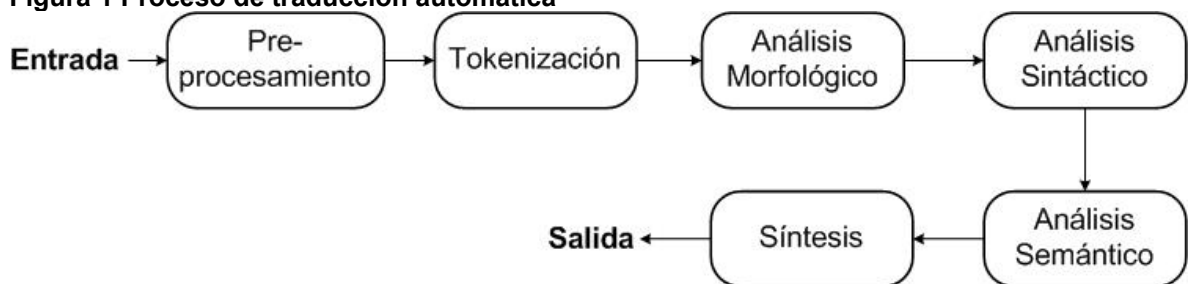 Figura 1 Proceso de traducción automática
Entrada
Pre-
procesamiento
Tokenización
Análisis
Morfológico
Análisis
Sintáctico
Análisis
Semántico
Síntesis
Salida